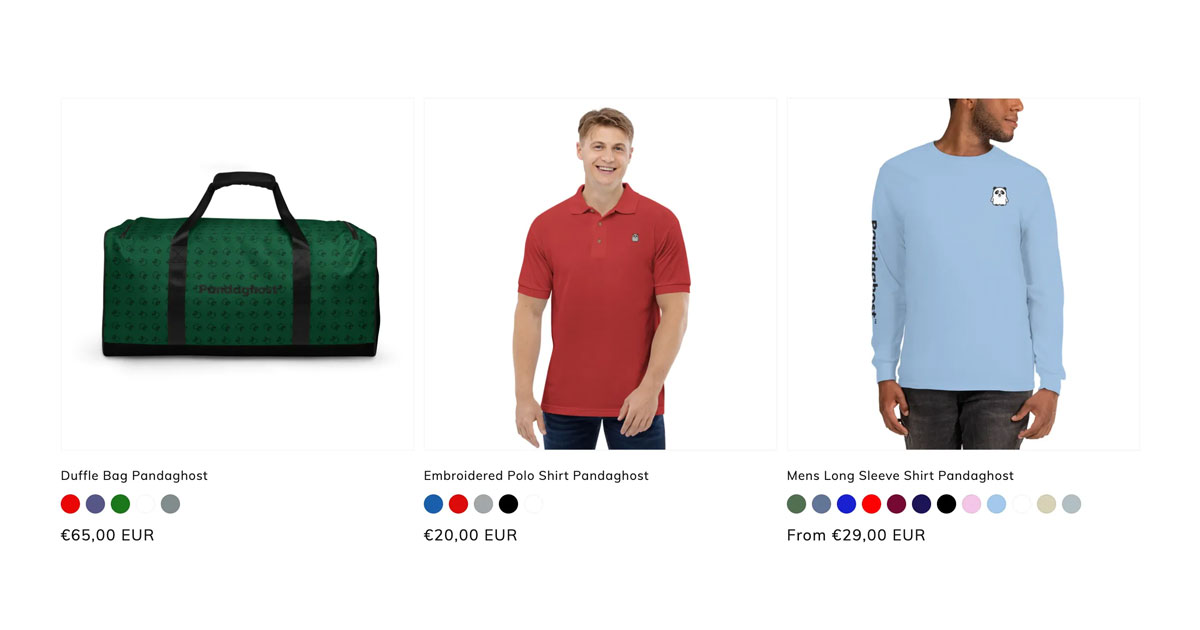 Pandaghost
Pandaghost
Duffle Bag Pandaghost
€65,00 EUR
Embroidered Polo Shirt Pandaghost
€20,00 EUR
Mens Long Sleeve Shirt Pandaghost
From €29,00 EUR